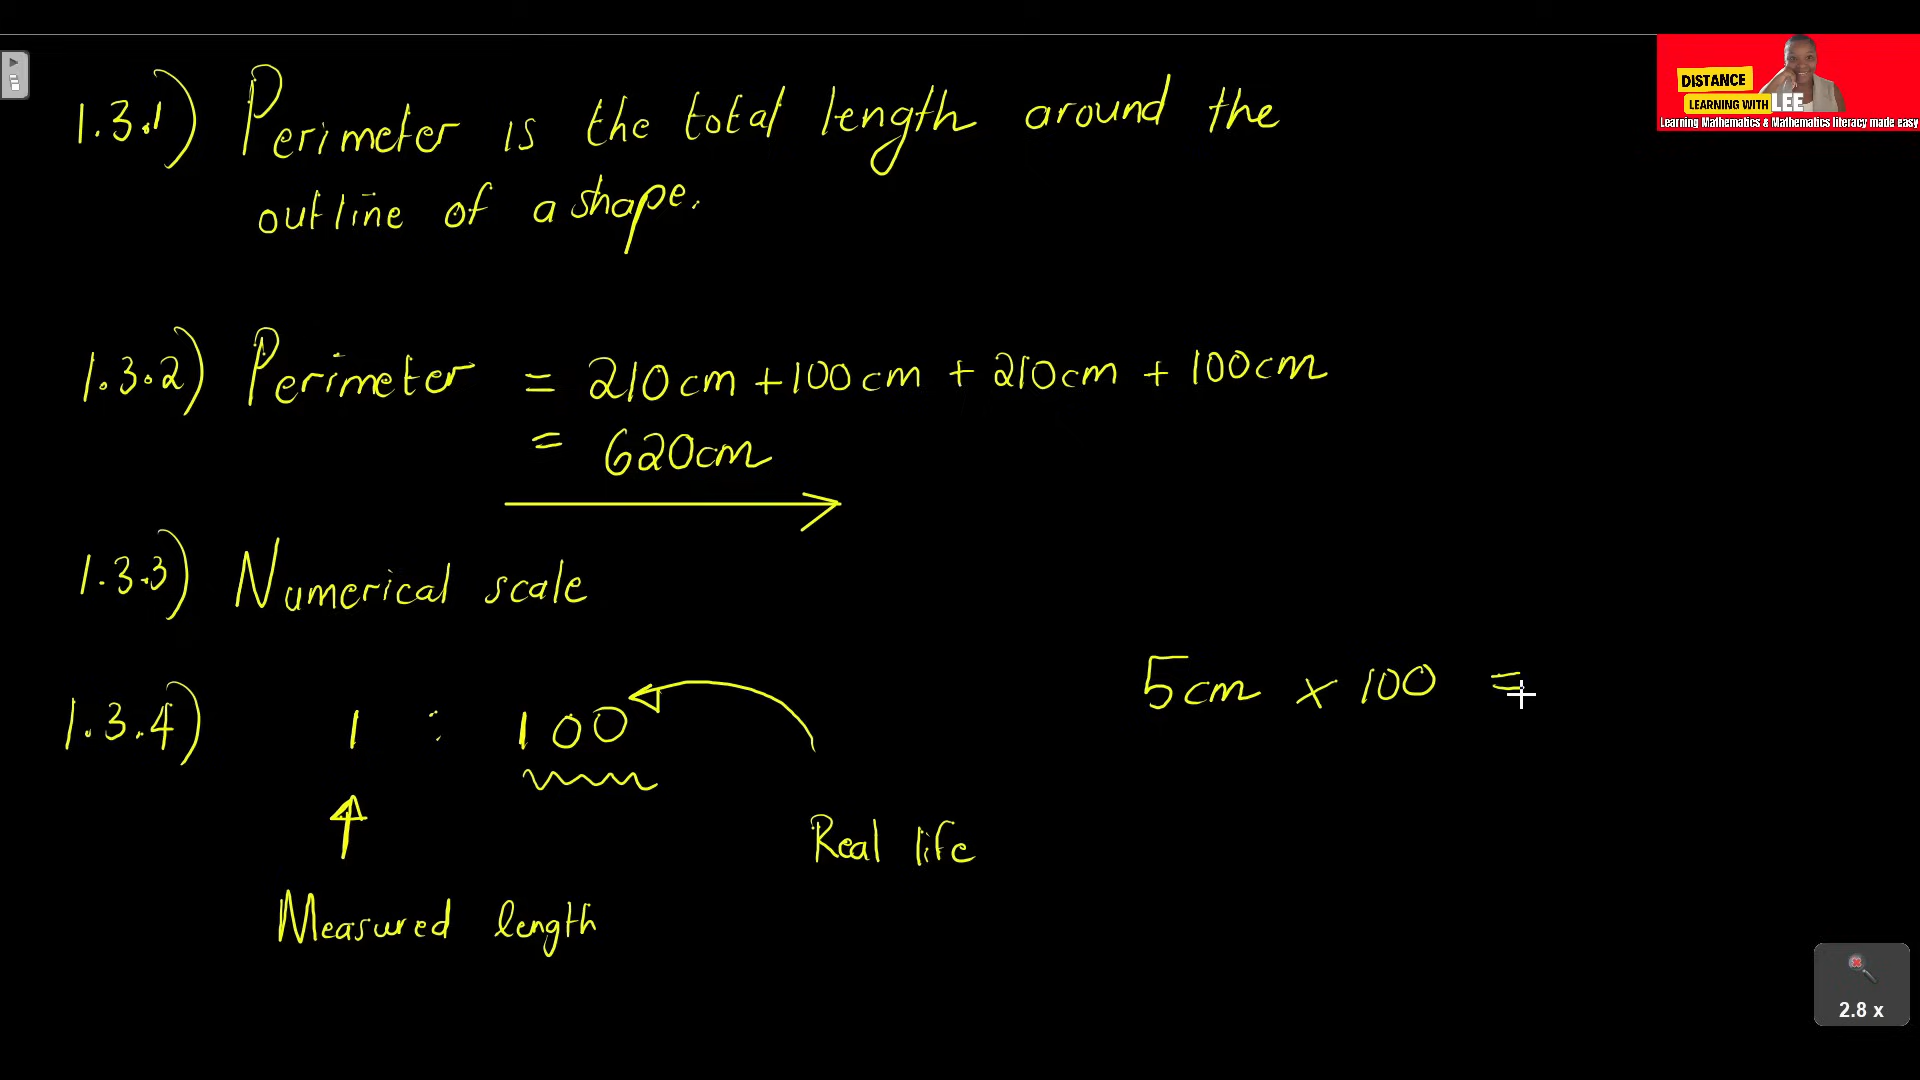 1.3.1) Perimeter is the total length around the
outline of a shape.
1.3.2) Perimeter = 210cm + 100cm + 210cm + 100cm
= 620cm
1.3.3) Numerical scale
1.3.4) 1 : 100
5cm x 100 =
Real life
Measured length
DISTANCE
LEARNING WITH LEE
Learning Mathematics & Mathematics literacy made easy
2.8 x